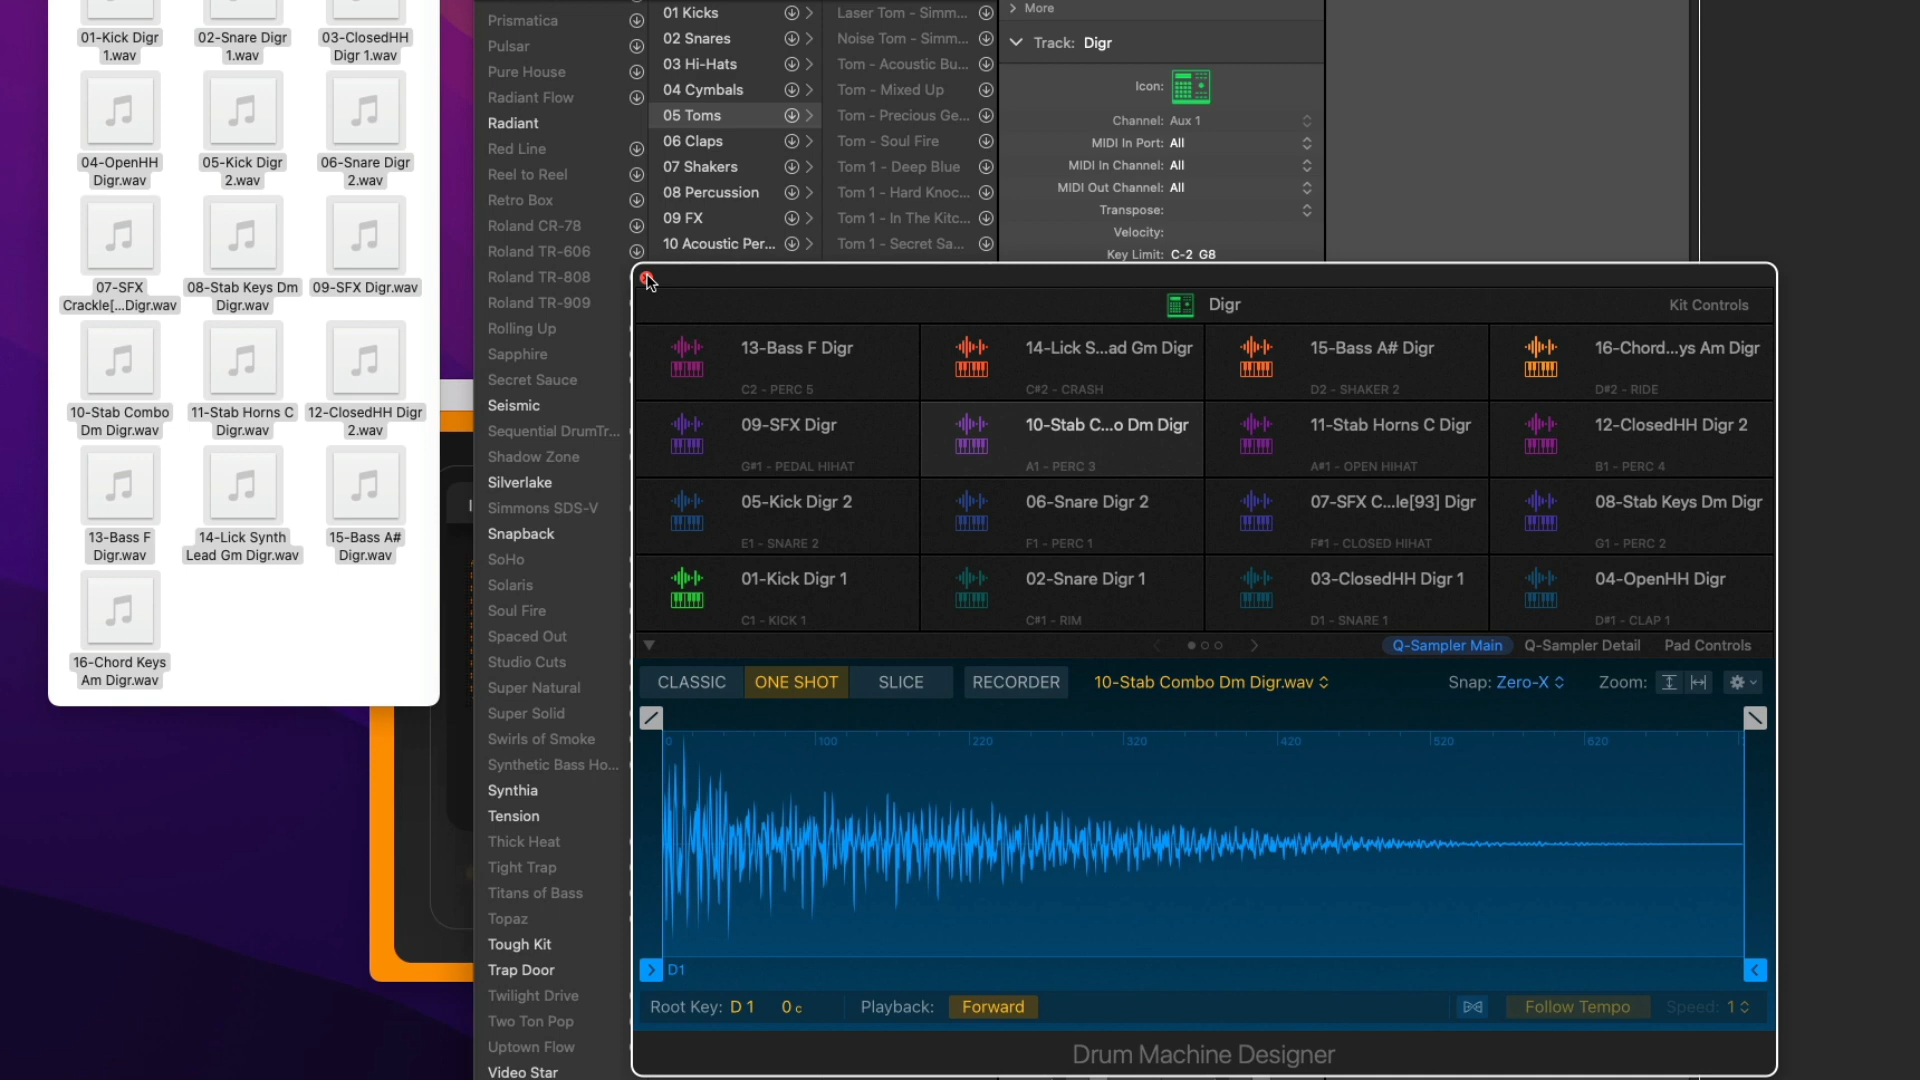 01-Kick Digr
1.wav
02-Snare Digr
1.wav
03-ClosedHH
Digr 1.wav
04-OpenHH
Digr.wav
05-Kick Digr
2.wav
06-Snare Digr
2.wav
07-SFX
Crackle[...Digr.wav
08-Stab Keys Dm
Digr.wav
09-SFX Digr.wav
10-Stab Combo
Dm Digr.wav
11-Stab Horns C
Digr.wav
12-ClosedHH Digr
2.wav
13-Bass F
Digr.wav
14-Lick Synth
Lead Gm Digr.wav
15-Bass A#
Digr.wav
16-Chord Keys
Am Digr.wav
Prismatica
Pulsar
Pure House
Radiant Flow
Radiant
Red Line
Reel to Reel
Retro Box
Roland CR-78
Roland TR-606
Roland TR-808
Roland TR-909
Rolling Up
Sapphire
Secret Sauce
Seismic
Sequential DrumTr...
Shadow Zone
Silverlake
Simmons SDS-V
Snapback
SoHo
Solaris
Soul Fire
Spaced Out
Studio Cuts
Super Natural
Super Solid
Swirls of Smoke
Synthetic Bass Ho...
Synthia
Tension
Thick Heat
Tight Trap
Titans of Bass
Topaz
Tough Kit
Trap Door
Twilight Drive
Two Ton Pop
Uptown Flow
Video Star
01 Kicks
02 Snares
03 Hi-Hats
04 Cymbals
05 Toms
06 Claps
07 Shakers
08 Percussion
09 FX
10 Acoustic Per...
Laser Tom - Simm...
Noise Tom - Simm...
Tom - Acoustic Bu...
Tom - Mixed Up
Tom - Precious Ge...
Tom - Soul Fire
Tom 1 - Deep Blue
Tom 1 - Hard Knoc...
Tom 1 - In The Kitc...
Tom 1 - Secret Sa...
More
Track: Digr
Icon:
Channel: Aux 1
MIDI In Port: All
MIDI In Channel: All
MIDI Out Channel: All
Transpose:
Velocity:
Key Limit: C-2 G8
Digr
Kit Controls
13-Bass F Digr
C2 - PERC 5
14-Lick S...ad Gm Digr
C#2 - CRASH
15-Bass A# Digr
D2 - SHAKER 2
16-Chord...ys Am Digr
D#2 - RIDE
09-SFX Digr
G#1 - PEDAL HIHAT
10-Stab C...o Dm Digr
A1 - PERC 3
11-Stab Horns C Digr
A#1 - OPEN HIHAT
12-ClosedHH Digr 2
B1 - PERC 4
05-Kick Digr 2
E1 - SNARE 2
06-Snare Digr 2
F1 - PERC 1
07-SFX C...le[93] Digr
F#1 - CLOSED HIHAT
08-Stab Keys Dm Digr
G1 - PERC 2
01-Kick Digr 1
C1 - KICK 1
02-Snare Digr 1
C#1 - RIM
03-ClosedHH Digr 1
D1 - SNARE 1
04-OpenHH Digr
D#1 - CLAP 1
Q-Sampler Main
Q-Sampler Detail
Pad Controls
CLASSIC
ONE SHOT
SLICE
RECORDER
10-Stab Combo Dm Digr.wav
Snap: Zero-X
Zoom:
0 100 220 320 420 520 620
D1
Root Key: D 1 0 c
Playback: Forward
Follow Tempo
Speed: 1
Drum Machine Designer